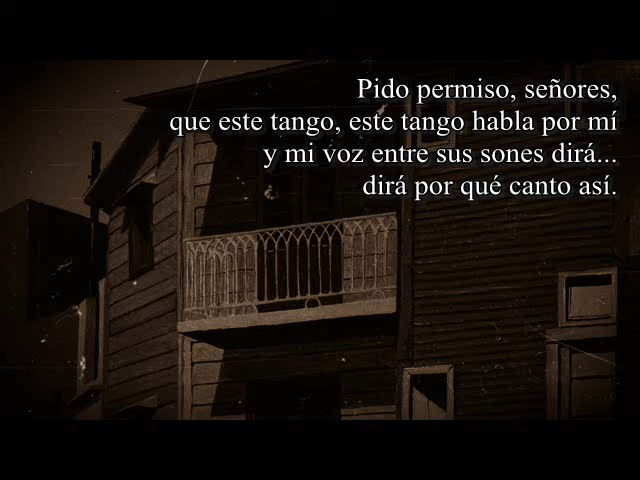 Pido permiso, señores,
que este tango, este tango habla por mí
y mi voz entre sus sones dirá...
dirá por qué canto así.